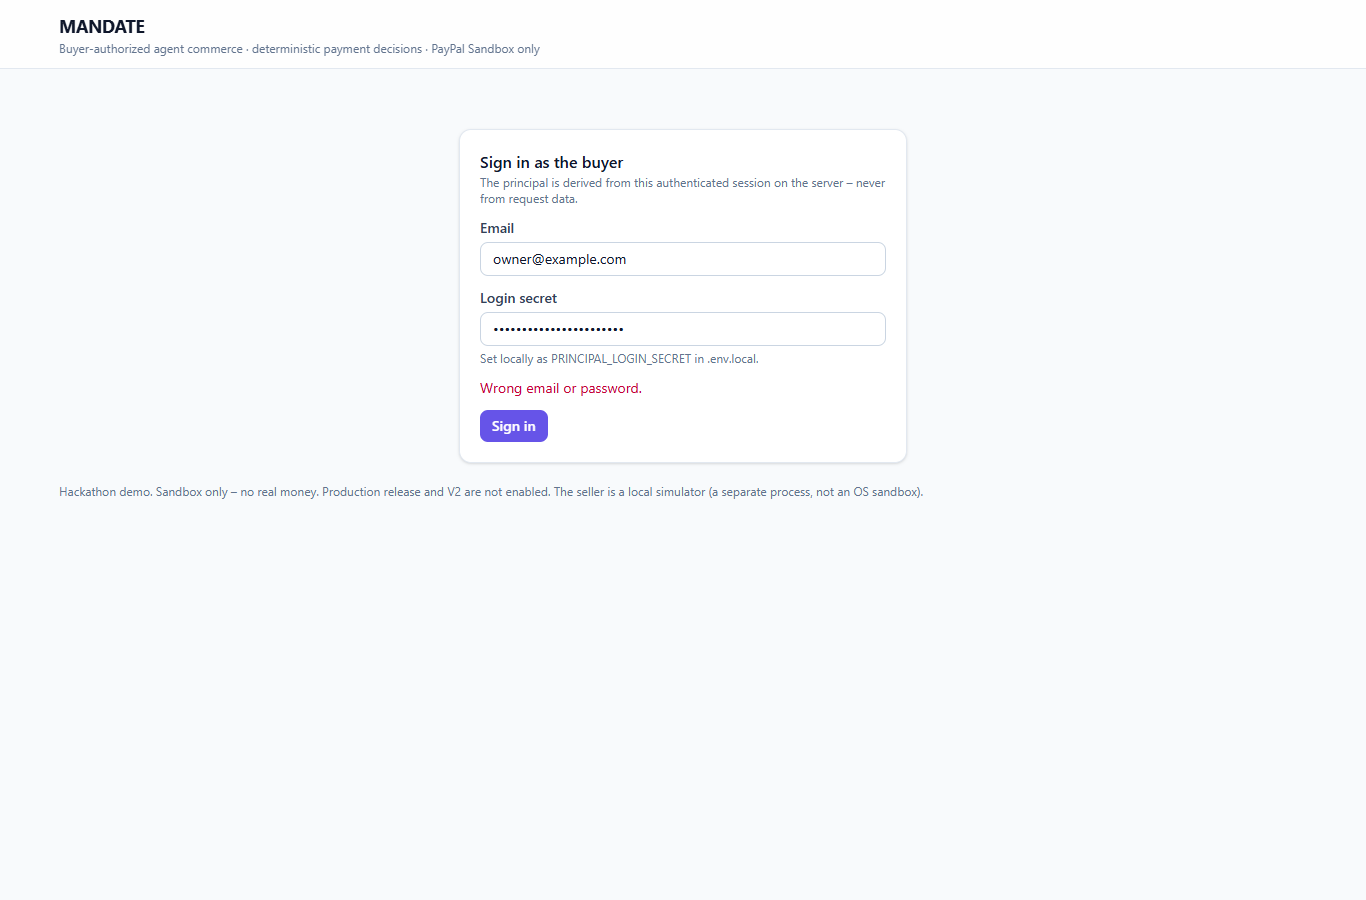 MANDATE
Buyer-authorized agent commerce · deterministic payment decisions · PayPal Sandbox only
Sign in as the buyer
The principal is derived from this authenticated session on the server – never
from request data.
Email
owner@example.com
Login secret
•••••••••••••••••••••••
Set locally as PRINCIPAL_LOGIN_SECRET in .env.local.
Wrong email or password.
Sign in
Hackathon demo. Sandbox only – no real money. Production release and V2 are not enabled. The seller is a local simulator (a separate process, not an OS sandbox).